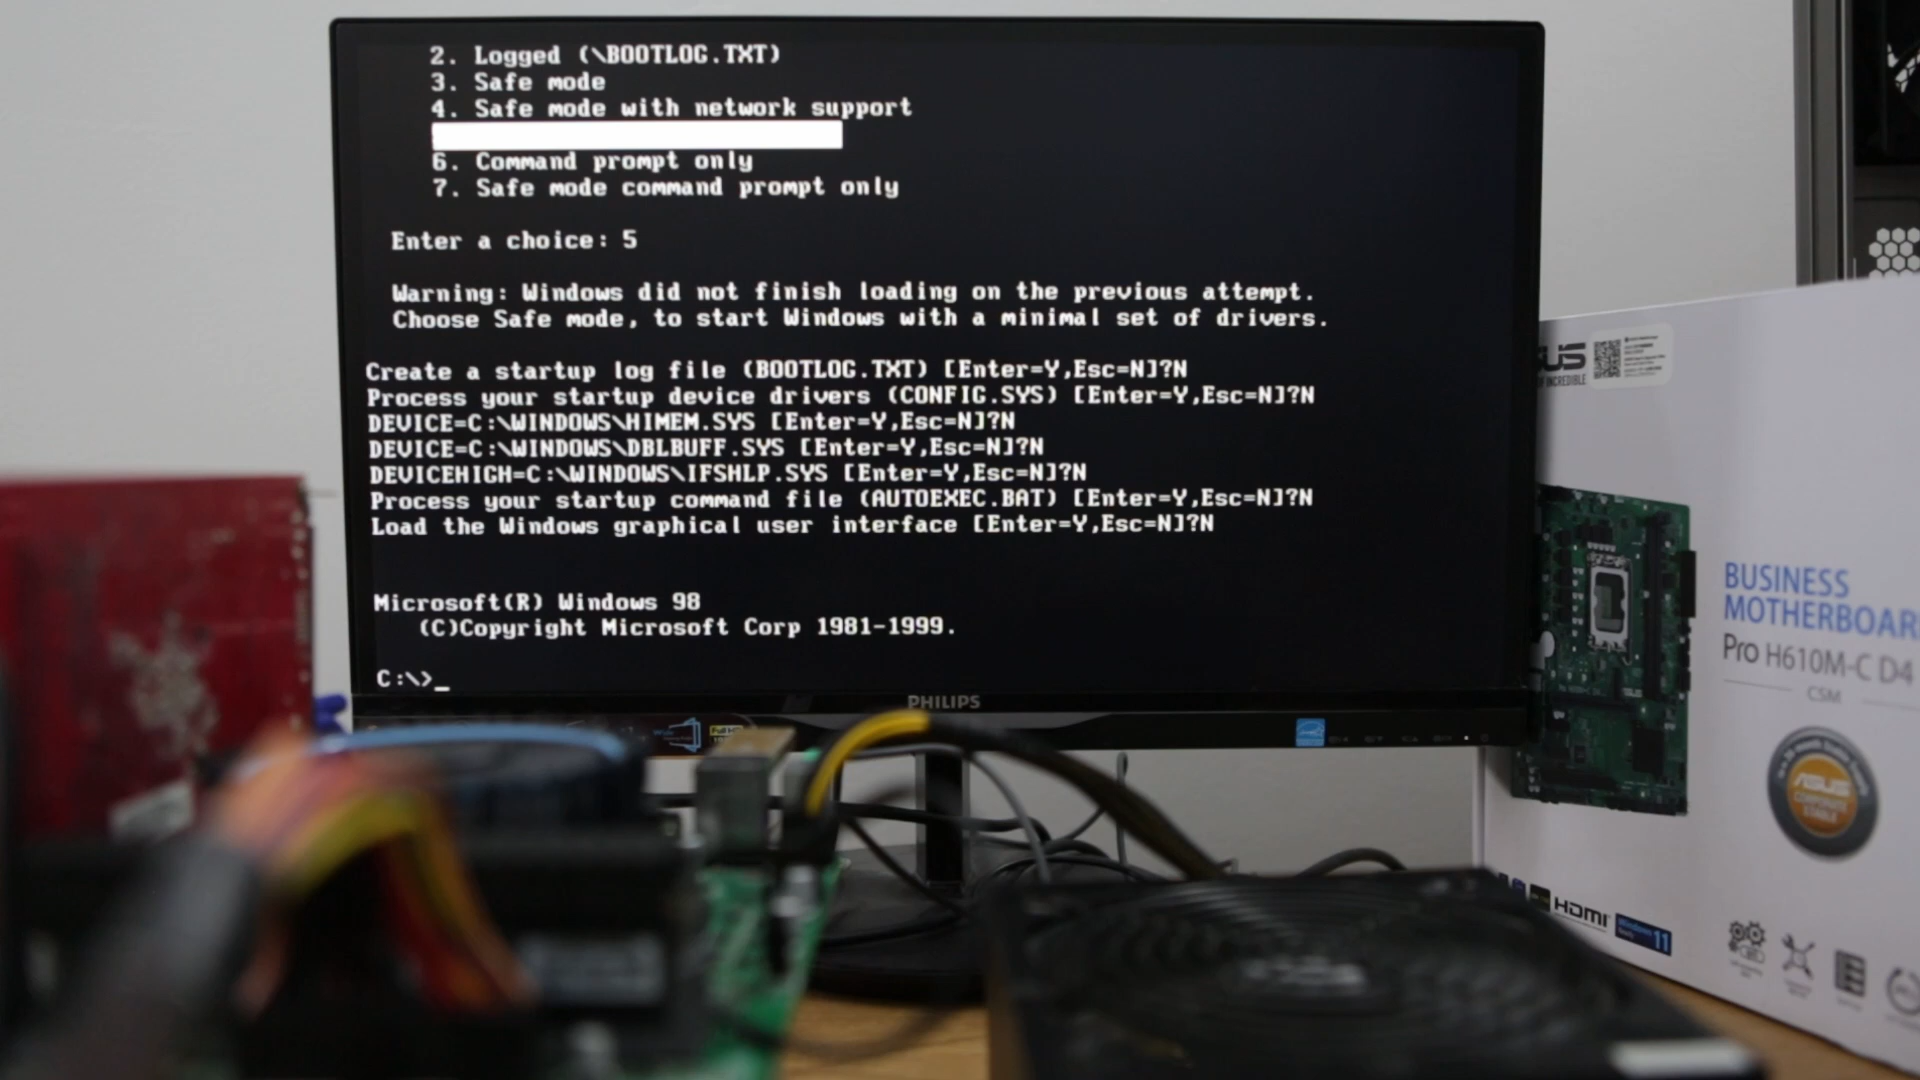 2. Logged (\BOOTLOG.TXT)
3. Safe mode
4. Safe mode with network support
6. Command prompt only
7. Safe mode command prompt only
Enter a choice: 5
Warning: Windows did not finish loading on the previous attempt.
Choose Safe mode, to start Windows with a minimal set of drivers.
Create a startup log file (BOOTLOG.TXT) [Enter=Y,Esc=N]?N
Process your startup device drivers (CONFIG.SYS) [Enter=Y,Esc=N]?N
DEVICE=C:\WINDOWS\HIMEM.SYS [Enter=Y,Esc=N]?N
DEVICE=C:\WINDOWS\DBLBUFF.SYS [Enter=Y,Esc=N]?N
DEVICEHIGH=C:\WINDOWS\IFSHLP.SYS [Enter=Y,Esc=N]?N
Process your startup command file (AUTOEXEC.BAT) [Enter=Y,Esc=N]?N
Load the Windows graphical user interface [Enter=Y,Esc=N]?N
Microsoft(R) Windows 98
(C)Copyright Microsoft Corp 1981-1999.
C:\>_
PHILIPS
BUSINESS
MOTHERBOAR
Pro H610M-C D4
CSM
ASUS
HDMI
Windows 11